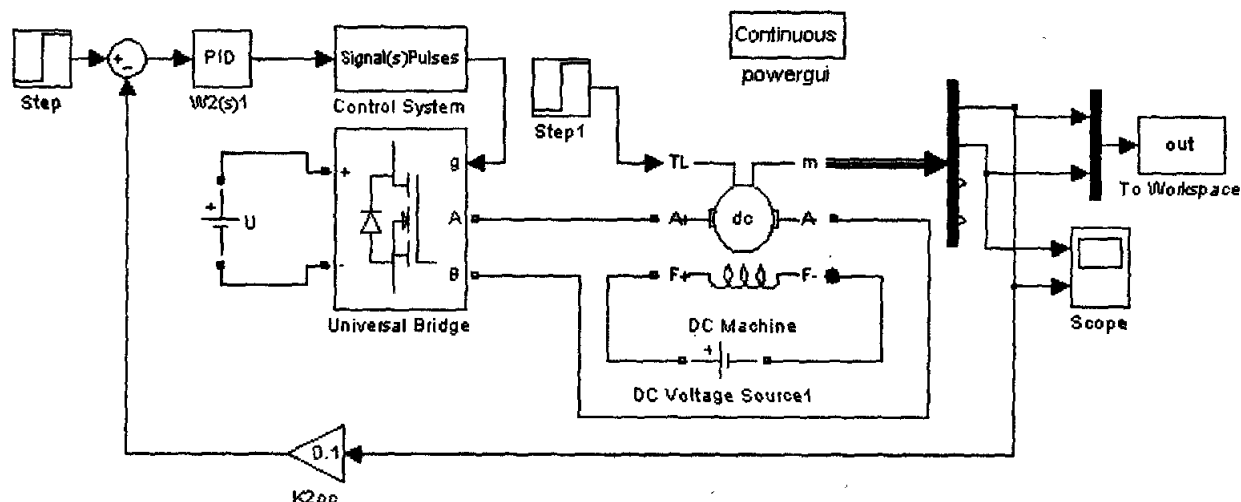 Continuous
powergui
Step
+
-
PID
W2(s)1
Signal(s)Pulses
Control System
Step1
TL
m
out
To Workspace
+
U
+
-
g
A
B
Universal Bridge
A+
dc
A-
F+
F-
DC Machine
+
DC Voltage Source1
Scope
0.1